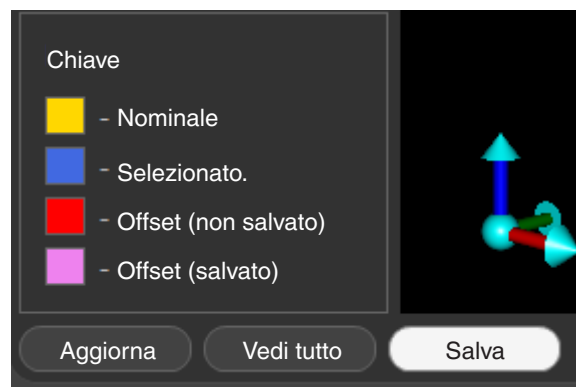 Chiave
- Nominale
- Selezionato.
- Offset (non salvato)
- Offset (salvato)
Aggiorna Vedi tutto Salva